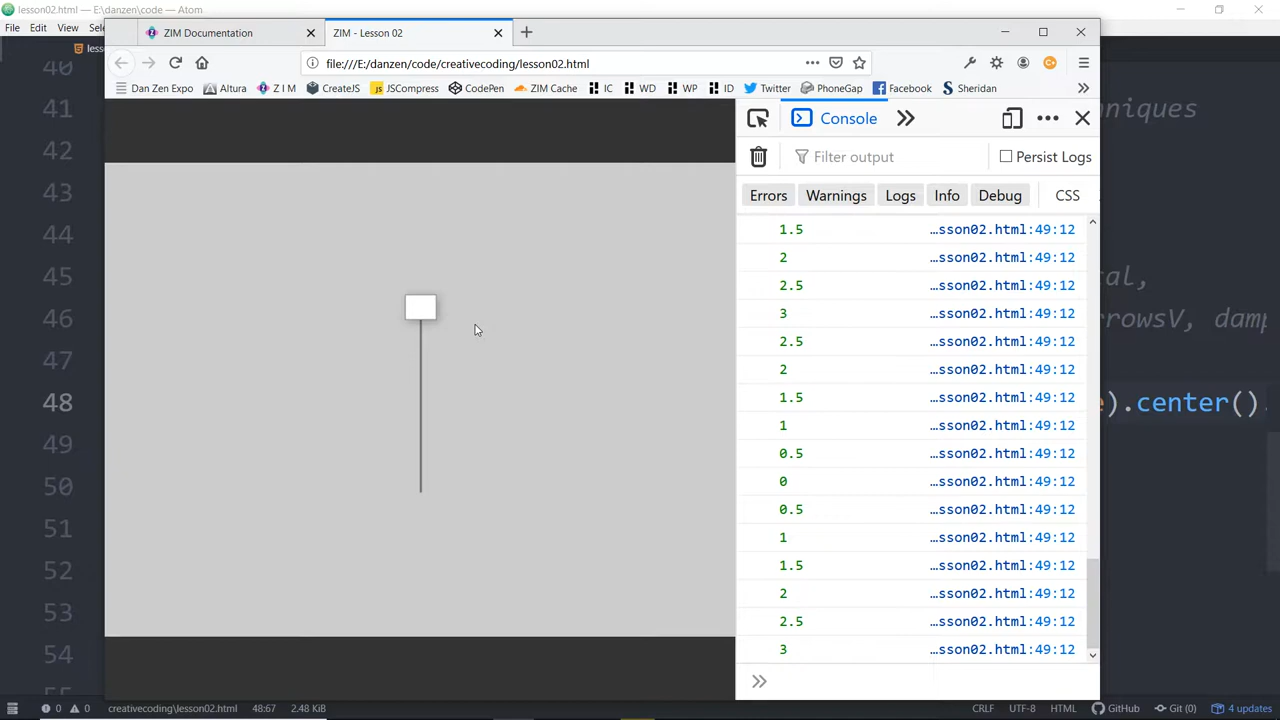 lesson02.html — E:\danzen\code — Atom
File Edit View Sel
ZIM Documentation
ZIM - Lesson 02
file:///E:/danzen/code/creativecoding/lesson02.html
Dan Zen Expo Altura Z I M CreateJS JSCompress CodePen ZIM Cache IC WD WP ID Twitter PhoneGap Facebook Sheridan
less
Console
Filter output
Persist Logs
Errors Warnings Logs Info Debug CSS
1.5 …sson02.html:49:12
2 …sson02.html:49:12
2.5 …sson02.html:49:12
3 …sson02.html:49:12
2.5 …sson02.html:49:12
2 …sson02.html:49:12
1.5 …sson02.html:49:12
1 …sson02.html:49:12
0.5 …sson02.html:49:12
0 …sson02.html:49:12
0.5 …sson02.html:49:12
1 …sson02.html:49:12
1.5 …sson02.html:49:12
2 …sson02.html:49:12
2.5 …sson02.html:49:12
3 …sson02.html:49:12
40
41 niques
42
43
44
45 tal,
46 rrowsV, damp
47
48 e).center().
49
50
51
52
53
54
55
0 0 creativecoding\lesson02.html 48:67 2.48 KiB CRLF UTF-8 HTML GitHub Git (0) 4 updates